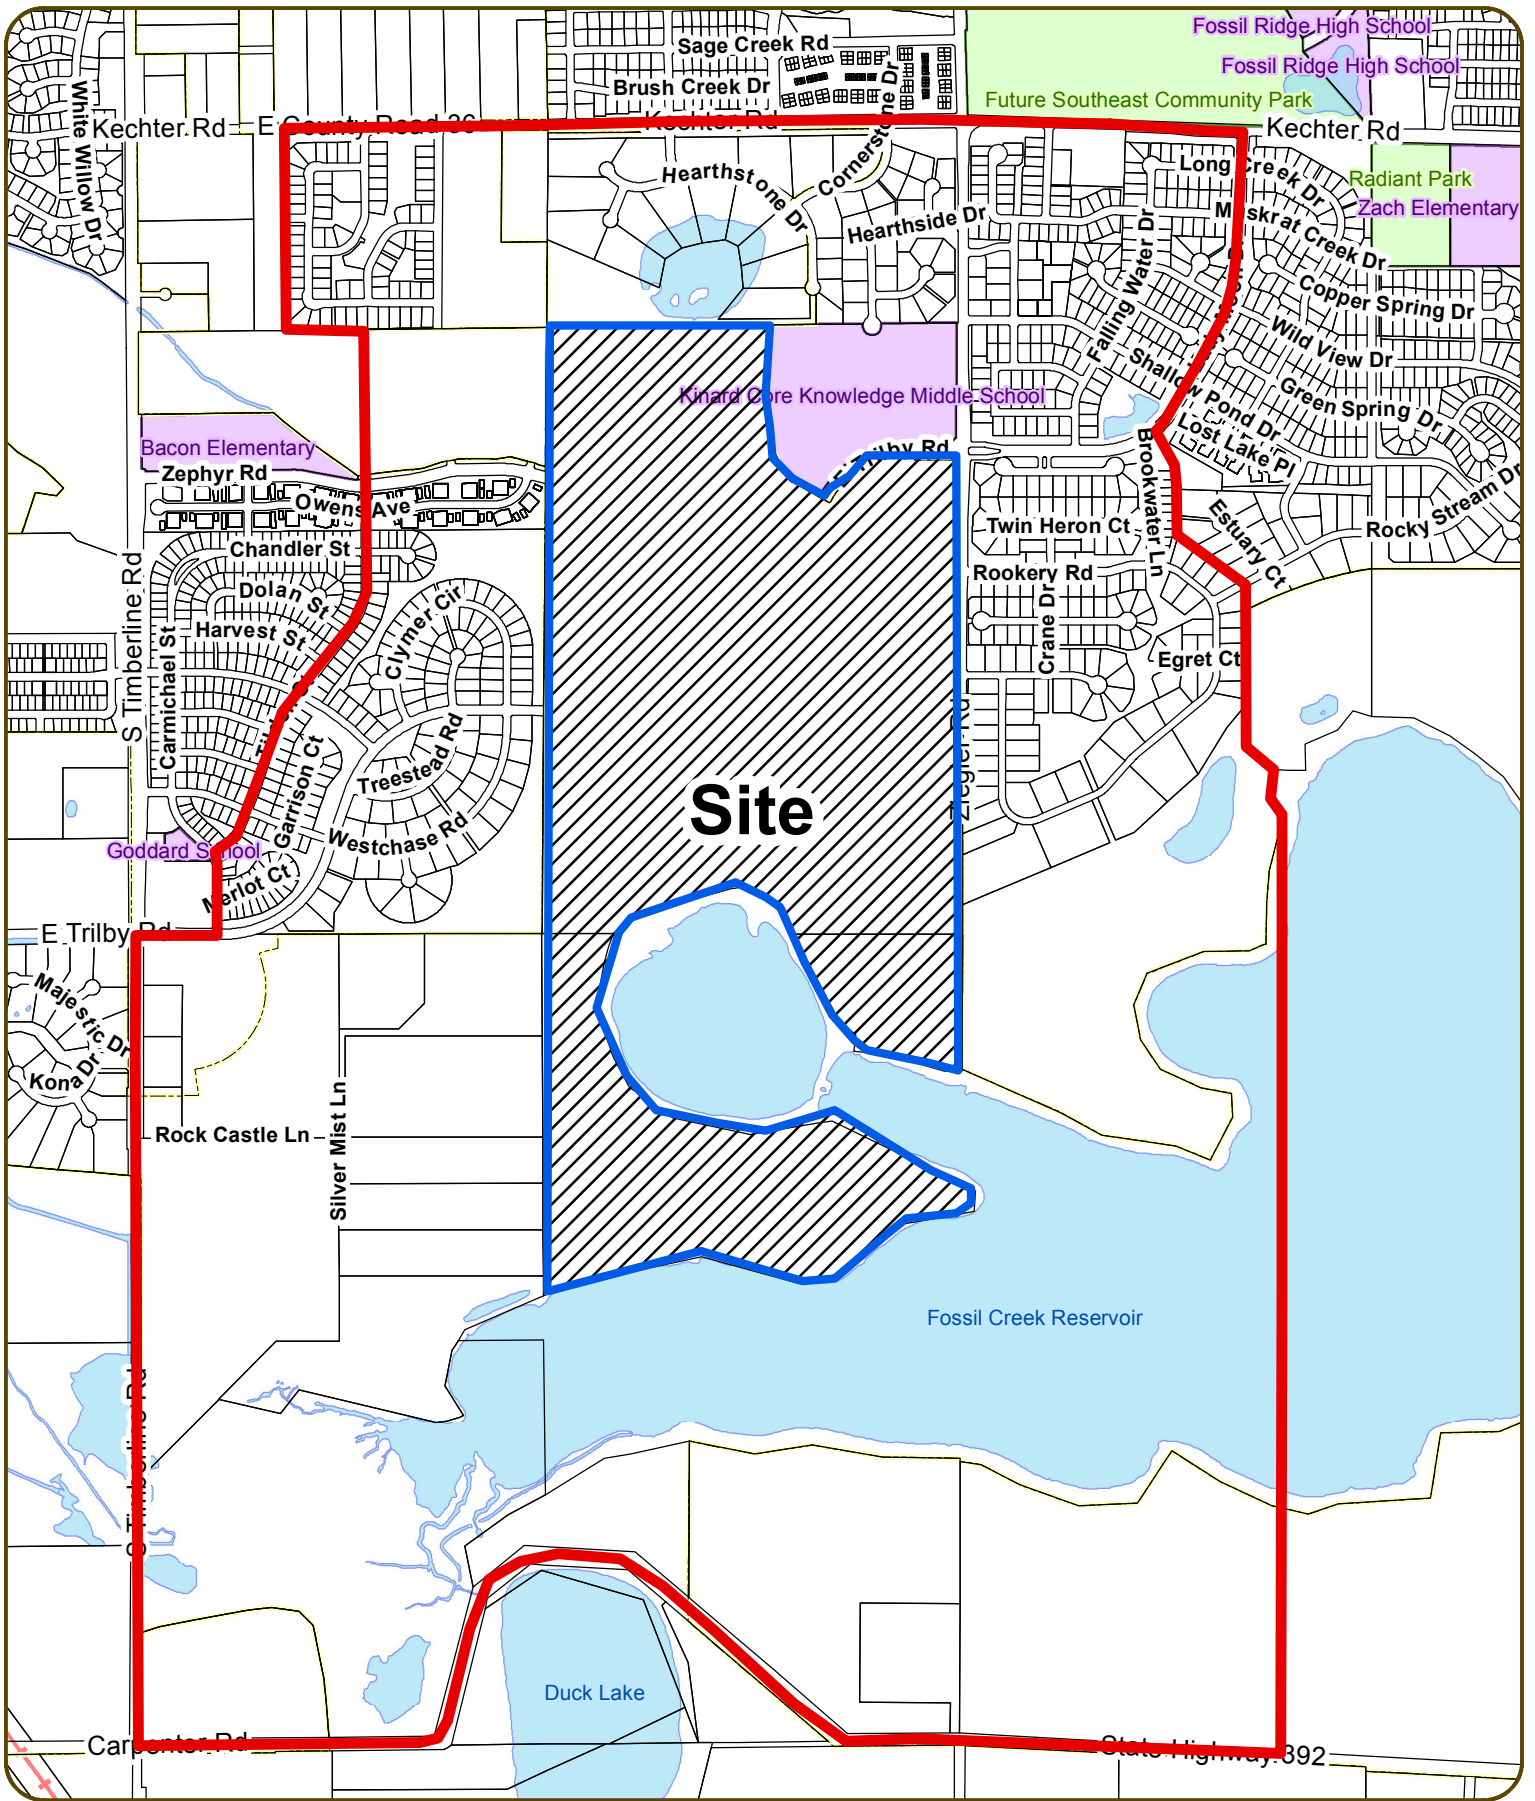 Fossil Ridge High School
Sage Creek Rd
Fossil Ridge High School
Brush Creek Dr
Future Southeast Community Park
White Willow Dr
Kechter Rd
E County Road 36
Kechter Rd
Cornerstone Dr
Kechter Rd
Long Creek Dr
Hearthstone Dr
Radiant Park
Zach Elementary
Hearthside Dr
Muskrat Creek Dr
Falling Water Dr
Copper Spring Dr
Wild View Dr
Shallow Pond Dr
Kinard Core Knowledge Middle School
Green Spring Dr
Bacon Elementary
E Trilby Rd
Lost Lake Pl
Zephyr Rd
Brookwater Ln
Owens Ave
Rocky Stream Dr
Twin Heron Ct
Estuary Ct
Chandler St
Rookery Rd
Dolan St
Clymer Cir
S Timberline Rd
Harvest St
Crane Dr
Carmichael St
Egret Ct
Garrison Ct
Treestead Rd
Ziegler Rd
Site
Westchase Rd
Goddard School
Merlot Ct
E Trilby Rd
Majestic Dr
Kona Dr
Rock Castle Ln
Silver Mist Ln
Fossil Creek Reservoir
S Timberline Rd
Duck Lake
Carpenter Rd
State Highway 392